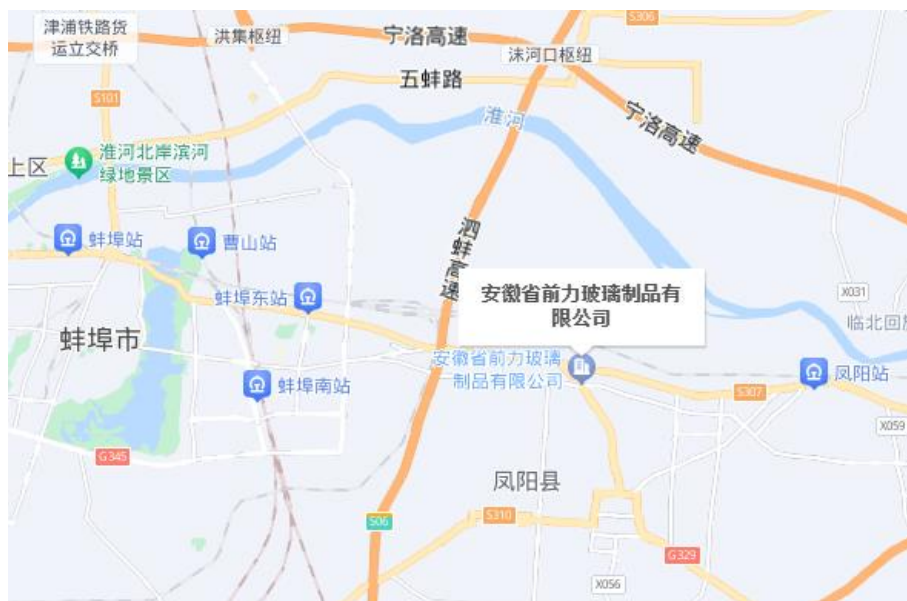 S306
津浦铁路货
运立交桥
洪集枢纽
宁洛高速
沫河口枢纽
五蚌路
S101
淮河
宁洛高速
淮河北岸滨河
绿地景区
上区
蚌埠站
曹山站
泗蚌高速
蚌埠东站
安徽省前力玻璃制品有
限公司
X031
临北回
蚌埠市
安徽省前力玻璃
制品有限公司
凤阳站
蚌埠南站
S307
X059
G345
凤阳县
S06
S310
G329
X056